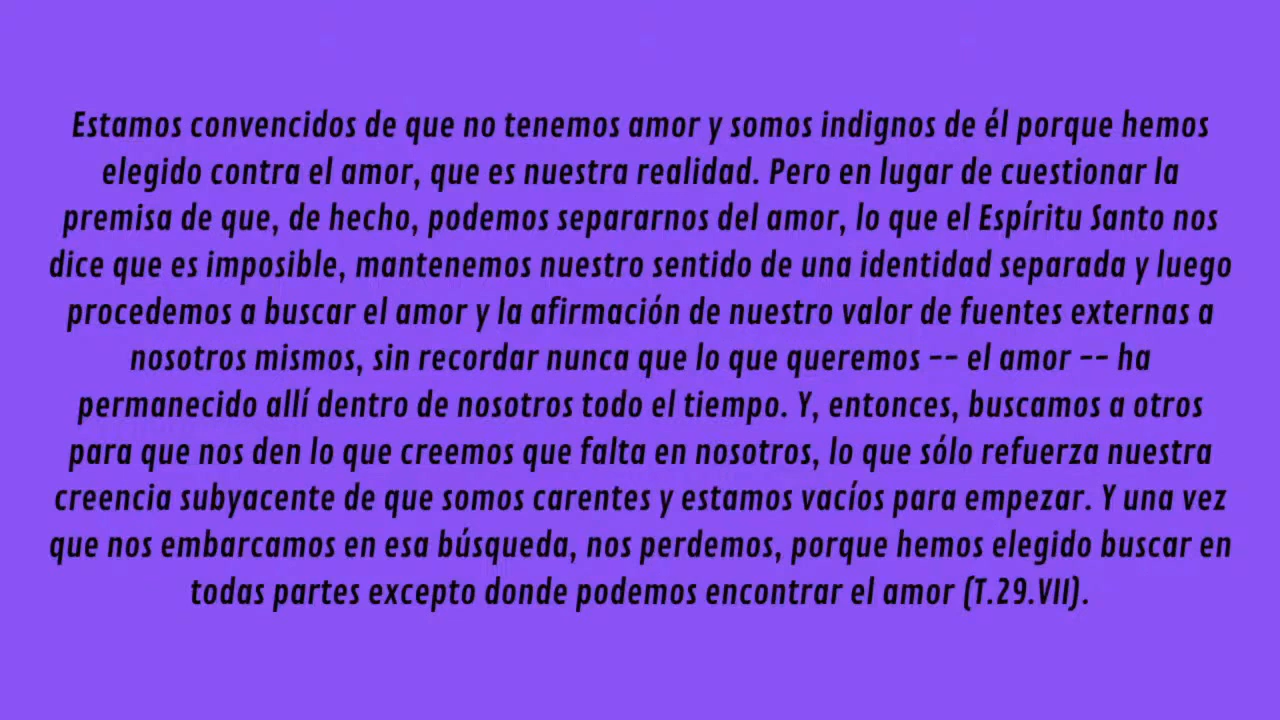 Estamos convencidos de que no tenemos amor y somos indignos de él porque hemos
elegido contra el amor, que es nuestra realidad. Pero en lugar de cuestionar la
premisa de que, de hecho, podemos separarnos del amor, lo que el Espíritu Santo nos
dice que es imposible, mantenemos nuestro sentido de una identidad separada y luego
procedemos a buscar el amor y la afirmación de nuestro valor de fuentes externas a
nosotros mismos, sin recordar nunca que lo que queremos -- el amor -- ha
permanecido allí dentro de nosotros todo el tiempo. Y, entonces, buscamos a otros
para que nos den lo que creemos que falta en nosotros, lo que sólo refuerza nuestra
creencia subyacente de que somos carentes y estamos vacíos para empezar. Y una vez
que nos embarcamos en esa búsqueda, nos perdemos, porque hemos elegido buscar en
todas partes excepto donde podemos encontrar el amor (T.29.VII).